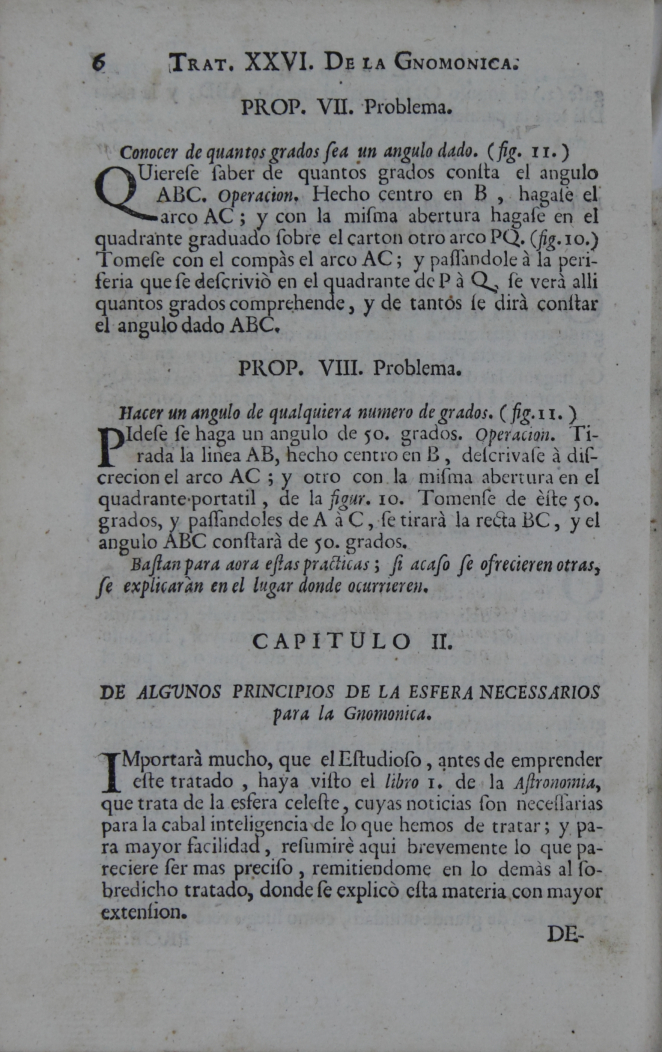 6 TRAT. XXVI. DE LA GNOMONICA.
PROP. VII. Problema.
Conocer de quantos grados ſea un angulo dado. (fig. 11.)
QUiereſe ſaber de quantos grados conſta el angulo
ABC. Operacion. Hecho centro en B , hagaſe el
arco AC ; y con la miſma abertura hagaſe en el
quadrante graduado ſobre el carton otro arco PQ. (fig. 10.)
Tomeſe con el compàs el arco AC ; y paſſandole à la peri-
feria que ſe deſcriviò en el quadrante de P à Q, ſe verà alli
quantos grados comprehende, y de tantos ſe dirà conſtar
el angulo dado ABC.
PROP. VIII. Problema.
Hacer un angulo de qualquiera numero de grados. (fig. 11. )
PIdeſe ſe haga un angulo de 50. grados. Operacion. Ti-
rada la linea AB, hecho centro en B , deſcrivaſe à diſ-
crecion el arco AC ; y otro con la miſma abertura en el
quadrante portatil , de la figur. 10. Tomenſe de èſte 50.
grados, y paſſandoles de A à C, ſe tirarà la recta BC, y el
angulo ABC conſtarà de 50. grados.
Baſtan para aora eſtas practicas ; ſi acaſo ſe ofrecieren otras,
ſe explicaràn en el lugar donde ocurrieren.
CAPITULO II.
DE ALGUNOS PRINCIPIOS DE LA ESFERA NECESSARIOS
para la Gnomonica.
IMportarà mucho, que el Eſtudioſo , antes de emprender
eſte tratado , haya viſto el libro 1. de la Aſtronomia,
que trata de la esfera celeſte, cuyas noticias ſon neceſſarias
para la cabal inteligencia de lo que hemos de tratar ; y pa-
ra mayor facilidad , reſumirè aqui brevemente lo que pa-
reciere ſer mas preciſo , remitiendome en lo demàs al ſo-
bredicho tratado, donde ſe explicò eſta materia con mayor
extenſion.
DE-